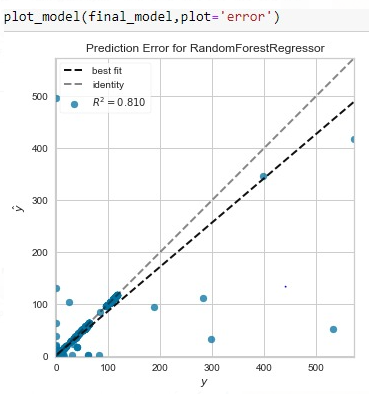 plot_model(final_model,plot='error')
Prediction Error for RandomForestRegressor
best fit
identity
R² = 0.810
500
400
300
200
100
0
ŷ
0 100 200 300 400 500
y